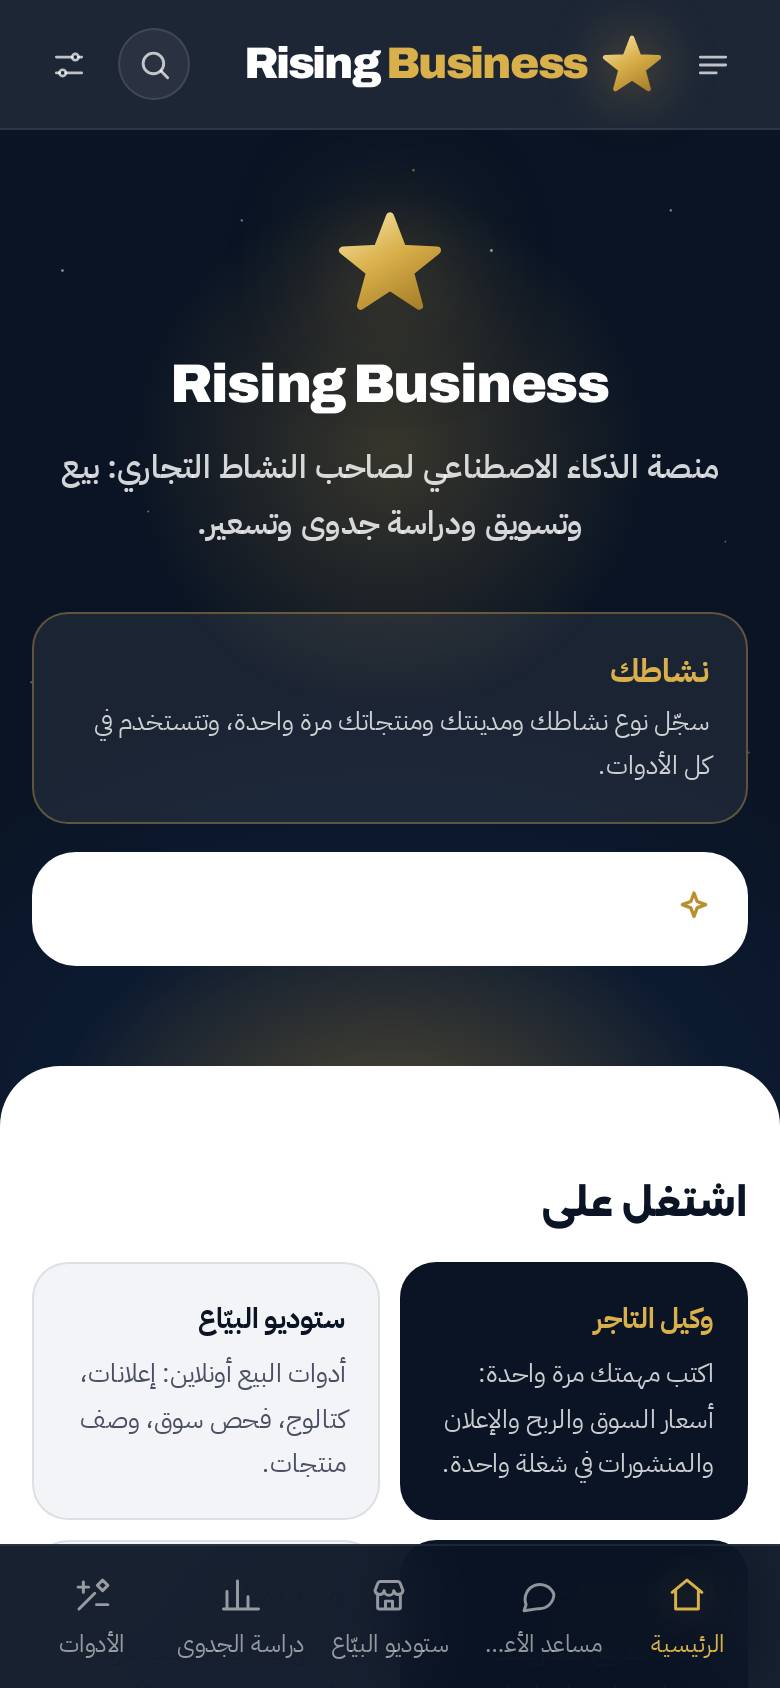 Rising Business
Rising Business
منصة الذكاء الاصطناعي لصاحب النشاط التجاري: بيع
وتسويق ودراسة جدوى وتسعير.
نشاطك
سجّل نوع نشاطك ومدينتك ومنتجاتك مرة واحدة، وتتستخدم في
كل الأدوات.
اشتغل على
وكيل التاجر
اكتب مهمتك مرة واحدة:
أسعار السوق والربح والإعلان
والمنشورات في شغلة واحدة.
ستوديو البيّاع
أدوات البيع أونلاين: إعلانات،
كتالوج، فحص سوق، وصف
منتجات.
الرئيسية
مساعد الأع...
ستوديو البيّاع
دراسة الجدوى
الأدوات